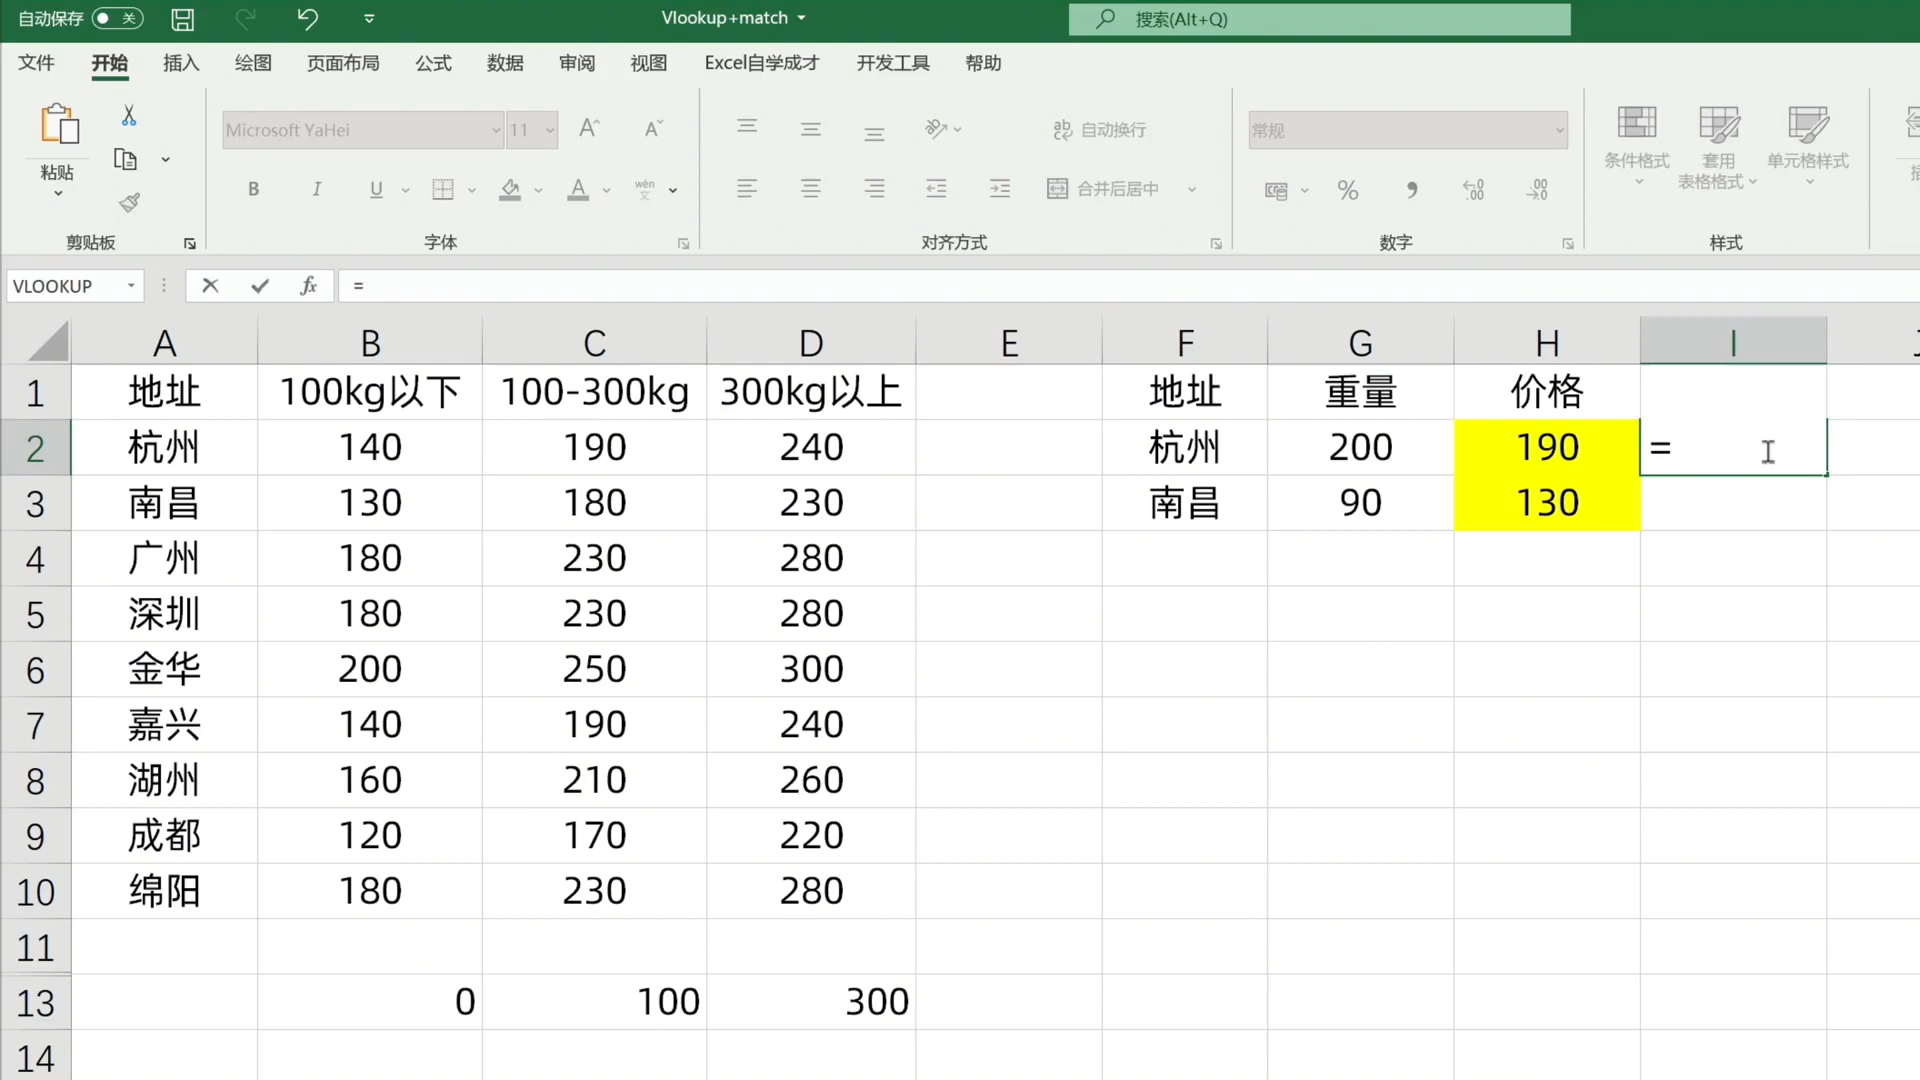 自动保存 关 Vlookup+match 搜索(Alt+Q)
文件 开始 插入 绘图 页面布局 公式 数据 审阅 视图 Excel自学成才 开发工具 帮助
粘贴
Microsoft YaHei 11 A A
B I U A wén 文
ab 自动换行
合并后居中
常规
% 00 00
条件格式 套用 单元格样式
表格格式
剪贴板 字体 对齐方式 数字 样式
VLOOKUP fx =
A B C D E F G H I
1 地址 100kg以下 100-300kg 300kg以上 地址 重量 价格
2 杭州 140 190 240 杭州 200 190 =
3 南昌 130 180 230 南昌 90 130
4 广州 180 230 280
5 深圳 180 230 280
6 金华 200 250 300
7 嘉兴 140 190 240
8 湖州 160 210 260
9 成都 120 170 220
10 绵阳 180 230 280
11
13 0 100 300
14